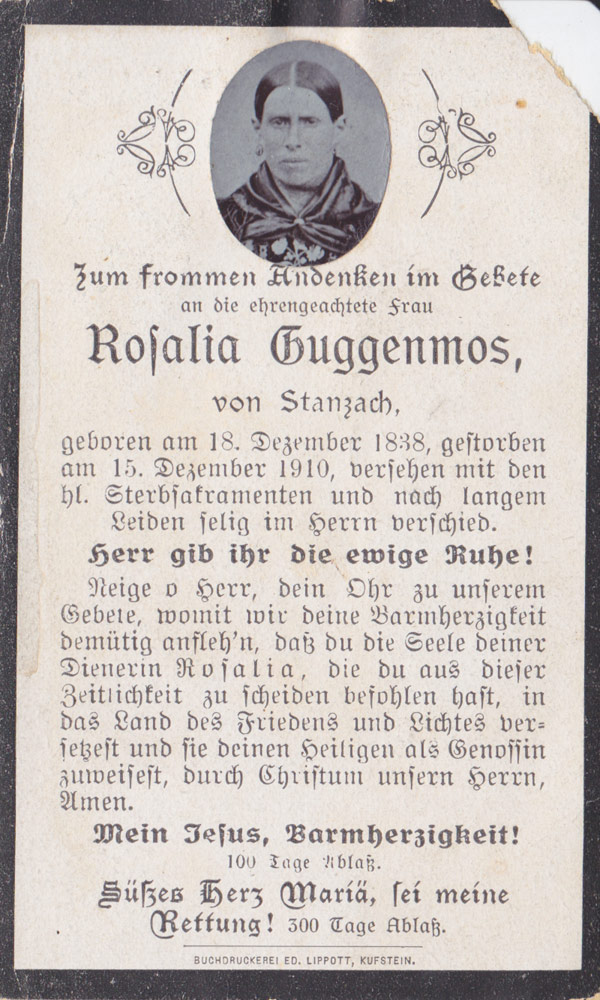 Zum frommen Andenken im Gebete
an die ehrengeachtete Frau
Rosalia Guggenmos,
von Stanzach,
geboren am 18. Dezember 1838, gestorben
am 15. Dezember 1910, versehen mit den
hl. Sterbsakramenten und nach langem
Leiden selig im Herrn verschied.
Herr gib ihr die ewige Ruhe!
Neige o Herr, dein Ohr zu unserem
Gebete, womit wir deine Barmherzigkeit
demütig anfleh'n, daß du die Seele deiner
Dienerin Rosalia, die du aus dieser
Zeitlichkeit zu scheiden befohlen hast, in
das Land des Friedens und Lichtes ver-
setzest und sie deinen Heiligen als Genossin
zuweisest, durch Christum unsern Herrn,
Amen.
Mein Jesus, Barmherzigkeit!
100 Tage Ablaß.
Süßes Herz Mariä, sei meine
Rettung! 300 Tage Ablaß.
BUCHDRUCKEREI ED. LIPPOTT, KUFSTEIN.